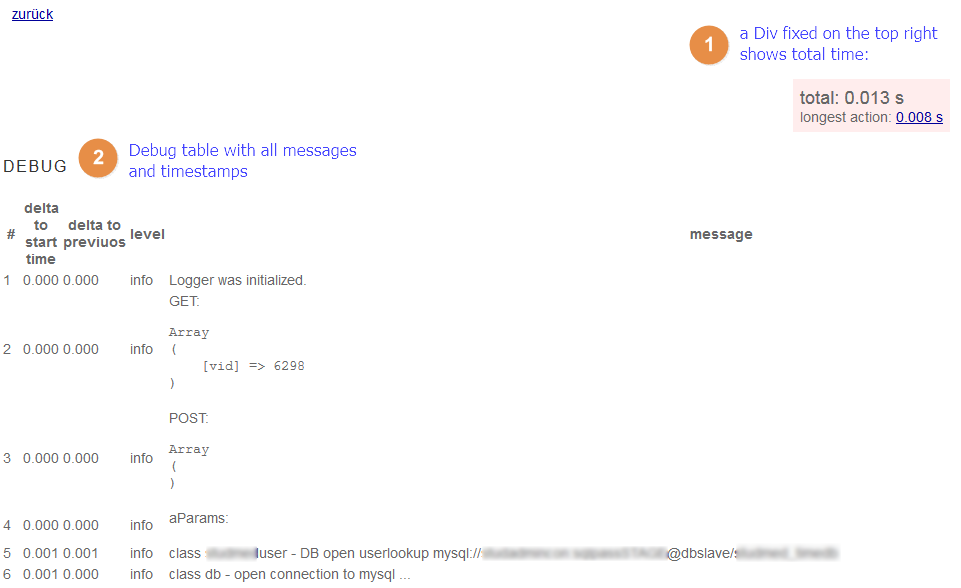 zurück
1 a Div fixed on the top right
shows total time:
total: 0.013 s
longest action: 0.008 s
DEBUG
2 Debug table with all messages
and timestamps
# delta to start time delta to previuos level message
1 0.000 0.000 info Logger was initialized.
2 0.000 0.000 info GET:
Array
(
[vid] => 6298
)
3 0.000 0.000 info POST:
Array
(
)
4 0.000 0.000 info aParams:
5 0.001 0.001 info class user - DB open userlookup mysql://@dbslave/
6 0.001 0.000 info class db - open connection to mysql ...